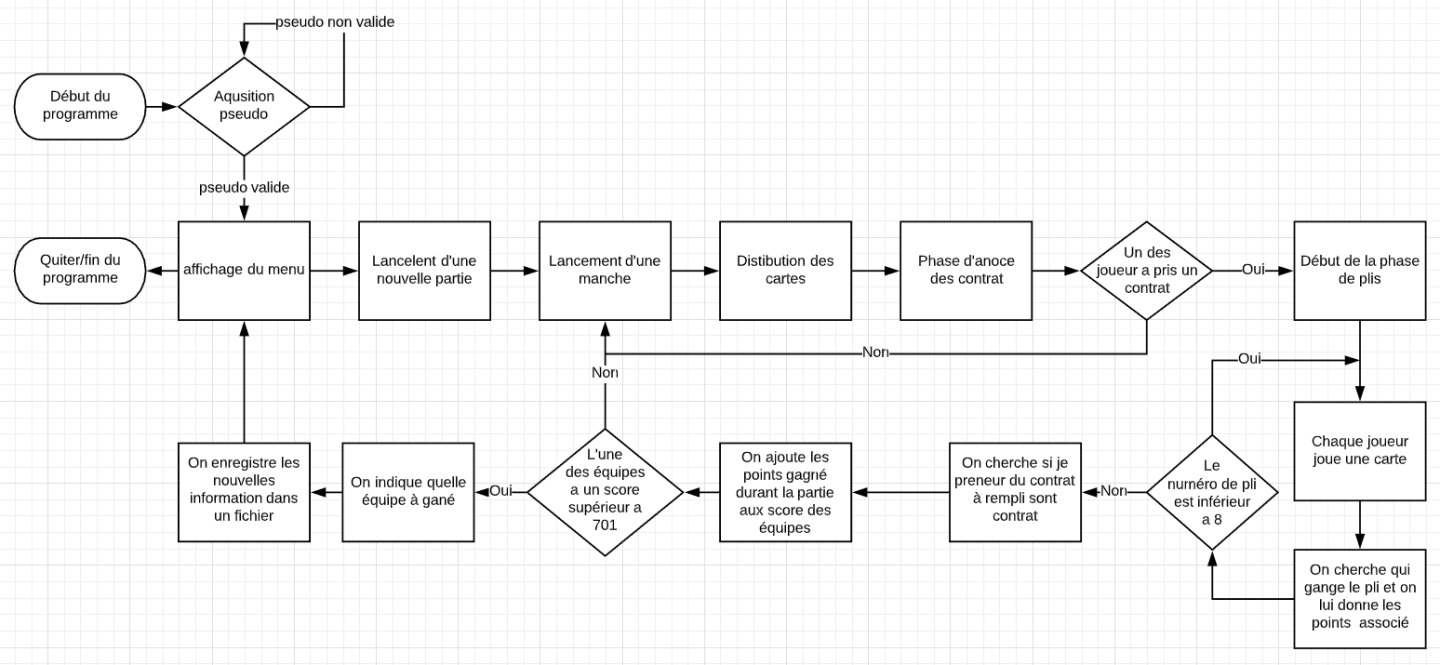 pseudo non valide
Début du
programme
Aqusition
pseudo
pseudo valide
Quiter/fin du
programme
affichage du menu
Lancelent d'une
nouvelle partie
Lancement d'une
manche
Distibution des
cartes
Phase d'anoce
des contrat
Un des
joueur a pris un
contrat
Oui
Début de la phase
de plis
Non
Non
Oui
On enregistre les
nouvelles
information dans
un fichier
On indique quelle
équipe à gané
Oui
L'une
des équipes
a un score
supérieur a
701
On ajoute les
points gagné
durant la partie
aux score des
équipes
On cherche si je
preneur du contrat
à rempli sont
contrat
Non
Le
numéro de pli
est inférieur
a 8
Chaque joueur
joue une carte
On cherche qui
gange le pli et on
lui donne les
points associé